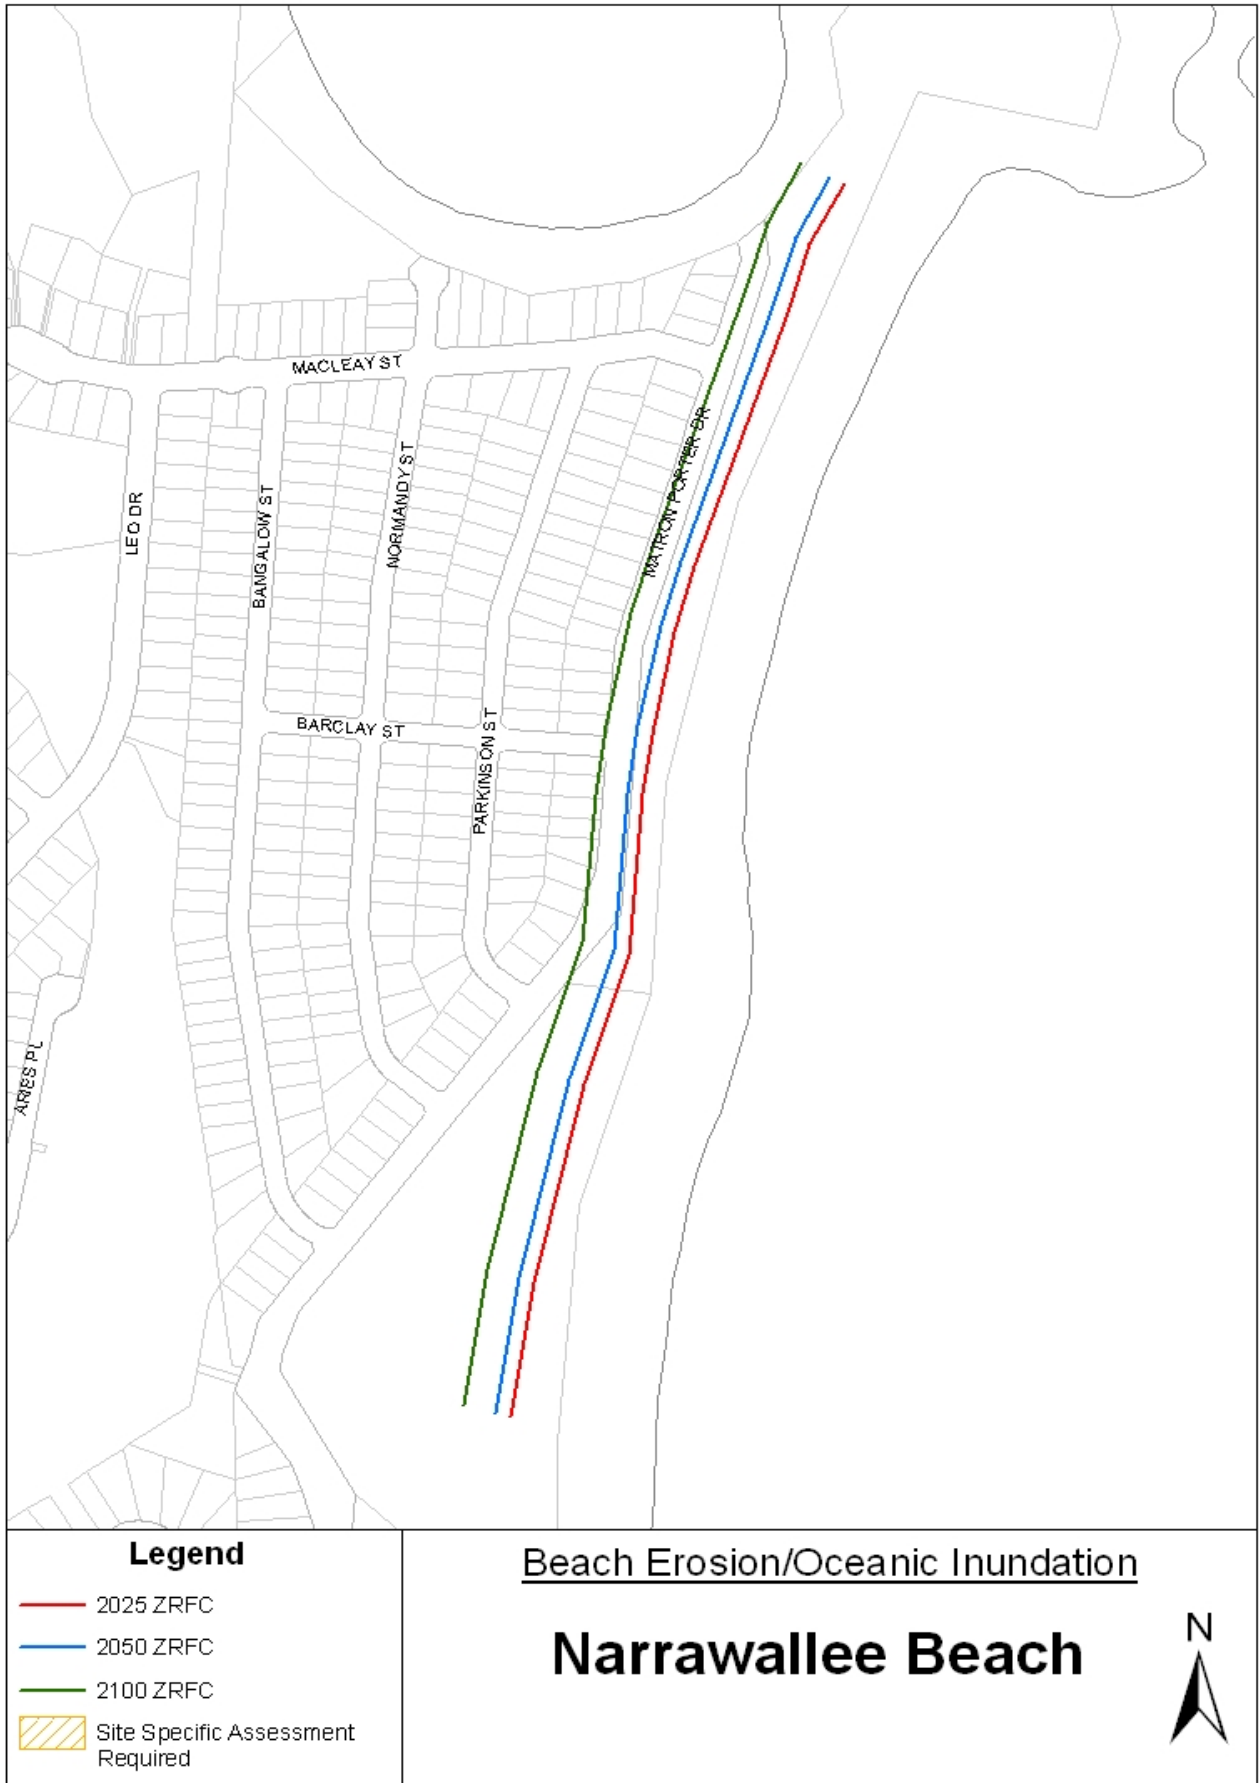 MACLEAY ST
MATRON PORTER DR
NORMANDY ST
LEO DR
BANGALOW ST
BARCLAY ST
PARKINSON ST
ARIES PL
Legend
2025 ZRFC
2050 ZRFC
2100 ZRFC
Site Specific Assessment
Required
Beach Erosion/Oceanic Inundation
Narrawallee Beach
N